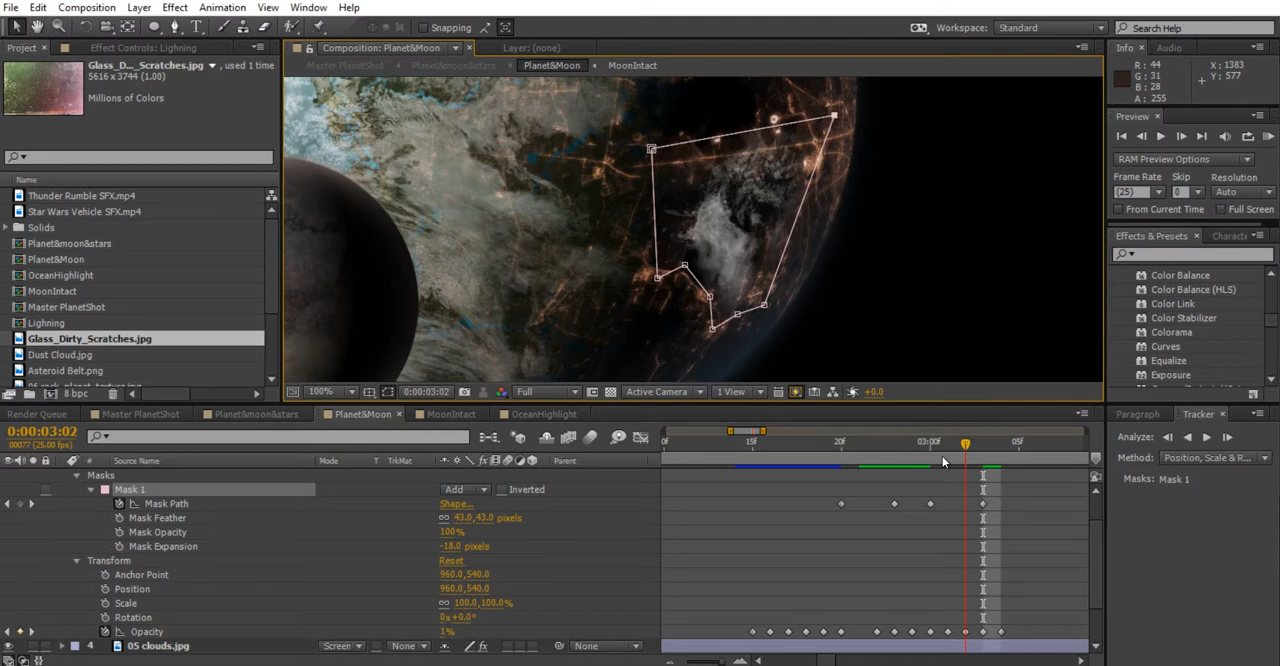 File Edit Composition Layer Effect Animation View Window Help
Snapping
Workspace: Standard
Search Help
Project
Effect Controls: Lighning
Composition: Planet&Moon
Layer: (none)
Info
Audio
Glass_D..._Scratches.jpg , used 1 time
5616 x 3744 (1.00)
Millions of Colors
Master PlanetShot
Planet&moon&stars
Planet&Moon
MoonIntact
R: 44
G: 31
B: 28
A: 255
X: 1383
Y: 577
Preview
RAM Preview Options
Frame Rate Skip Resolution
(25) 0 Auto
From Current Time Full Screen
Effects & Presets
Name
Thunder Rumble SFX.mp4
Star Wars Vehicle SFX.mp4
Solids
Planet&moon&stars
Planet&Moon
OceanHighlight
MoonIntact
Master PlanetShot
Lighning
Glass_Dirty_Scratches.jpg
Dust Cloud.jpg
Asteroid Belt.png
8 bpc
Color Balance
Color Balance (HLS)
Color Link
Color Stabilizer
Colorama
Curves
Equalize
Exposure
100%
0:00:03:02
Full
Active Camera
1 View
+0.0
Render Queue
Master PlanetShot
Planet&moon&stars
Planet&Moon
MoonIntact
OceanHighlight
Paragraph
Tracker
0:00:03:02
00077 (25.00 fps)
0f 15f 20f 03:00f 05f
Analyze:
Method: Position, Scale & R...
Masks: Mask 1
# Source Name Mode T TrkMat Parent
Masks
Mask 1 Add Inverted
Mask Path Shape...
Mask Feather 43.0,43.0 pixels
Mask Opacity 100%
Mask Expansion -18.0 pixels
Transform Reset
Anchor Point 960.0,540.0
Position 960.0,540.0
Scale 100.0,100.0%
Rotation 0x+0.0°
Opacity 1%
4 05 clouds.jpg Screen None None